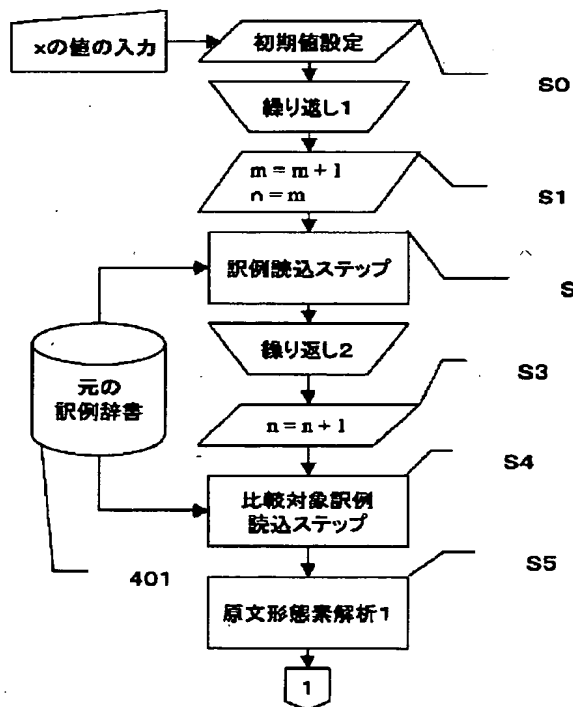 xの値の入力
初期値設定
S0
繰り返し1
m = m + 1
n = m
S1
訳例読込ステップ
S
繰り返し2
元の
訳例辞書
S3
n = n + 1
S4
比較対象訳例
読込ステップ
401
S5
原文形態素解析1
1